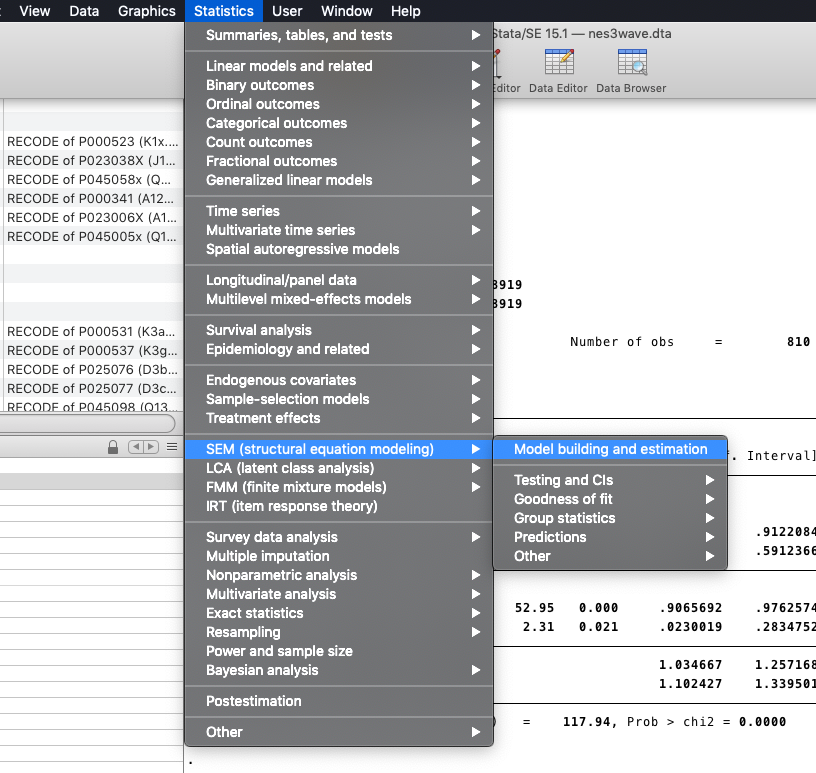 View Data Graphics Statistics User Window Help
Stata/SE 15.1 — nes3wave.dta
Editor Data Editor Data Browser
Summaries, tables, and tests
Linear models and related
Binary outcomes
Ordinal outcomes
Categorical outcomes
Count outcomes
Fractional outcomes
Generalized linear models
Time series
Multivariate time series
Spatial autoregressive models
Longitudinal/panel data
Multilevel mixed-effects models
Survival analysis
Epidemiology and related
Endogenous covariates
Sample-selection models
Treatment effects
SEM (structural equation modeling)
LCA (latent class analysis)
FMM (finite mixture models)
IRT (item response theory)
Survey data analysis
Multiple imputation
Nonparametric analysis
Multivariate analysis
Exact statistics
Resampling
Power and sample size
Bayesian analysis
Postestimation
Other
Model building and estimation
Testing and CIs
Goodness of fit
Group statistics
Predictions
Other
RECODE of P000523 (K1x....
RECODE of P023038X (J1...
RECODE of P045058x (Q...
RECODE of P000341 (A12...
RECODE of P023006X (A1...
RECODE of P045005x (Q1...
RECODE of P000531 (K3a...
RECODE of P000537 (K3g...
RECODE of P025076 (D3b...
RECODE of P025077 (D3c...
RECODE of P045098 (Q13...
3919
3919
Number of obs = 810
f. Interval]
.9122084
.5912366
52.95 0.000 .9065692 .9762574
2.31 0.021 .0230019 .2834752
1.034667 1.257168
1.102427 1.339501
) = 117.94, Prob > chi2 = 0.0000
.